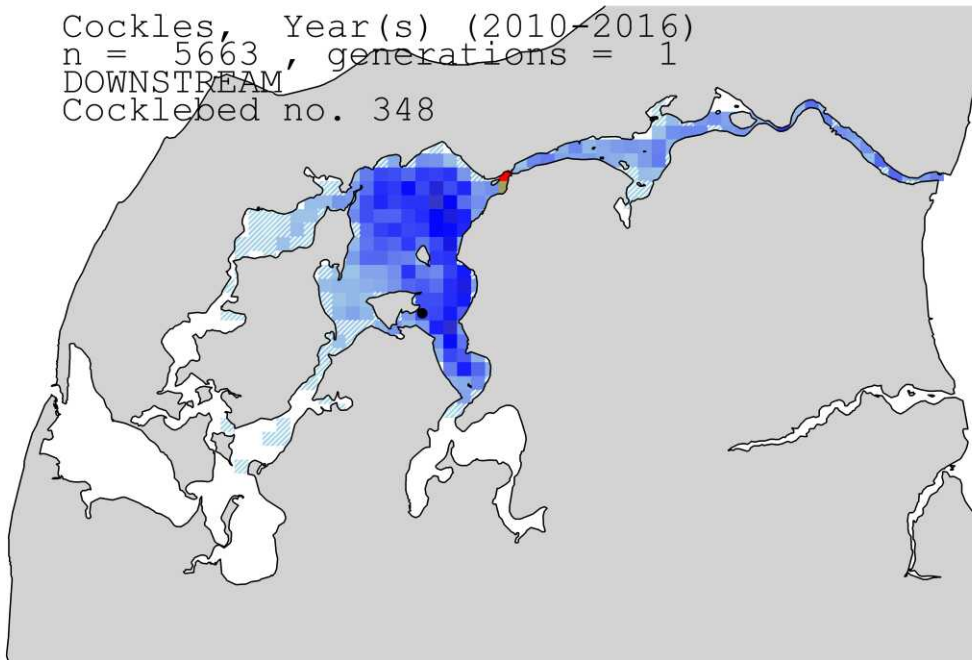 Cockles, Year(s) (2010-2016)
n = 5663 , generations = 1
DOWNSTREAM
Cocklebed no. 348